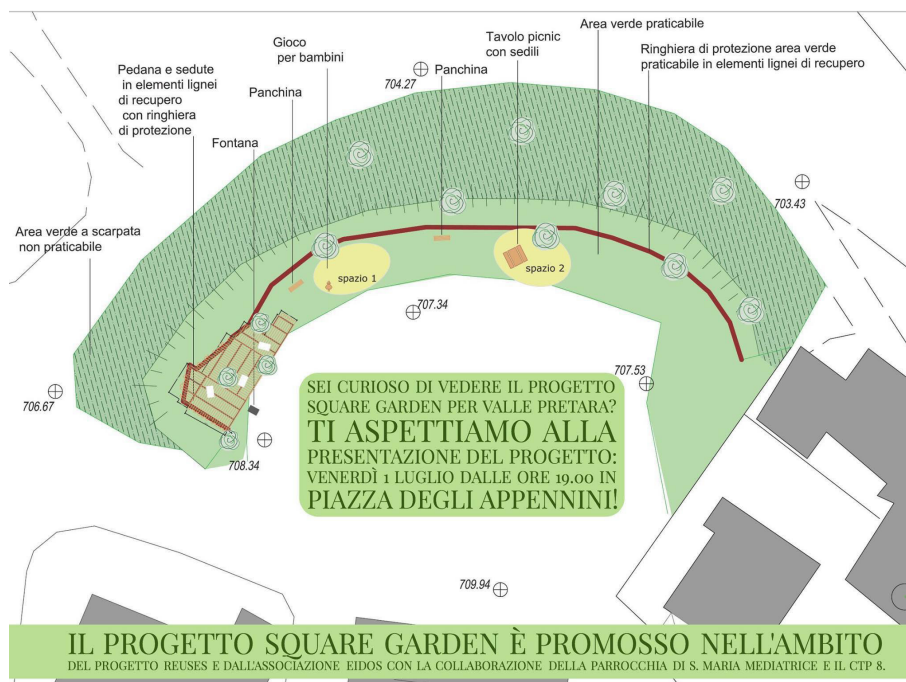 Gioco
per bambini
Tavolo picnic
con sedili
Area verde praticabile
Pedana e sedute
in elementi lignei
di recupero
con ringhiera
di protezione
704.27
Panchina
Ringhiera di protezione area verde
praticabile in elementi lignei di recupero
Panchina
Fontana
703.43
Area verde a scarpata
non praticabile
spazio 1
spazio 2
707.34
707.53
706.67
708.34
SEI CURIOSO DI VEDERE IL PROGETTO
SQUARE GARDEN PER VALLE PRETARA?
TI ASPETTIAMO ALLA
PRESENTAZIONE DEL PROGETTO:
VENERDÌ 1 LUGLIO DALLE ORE 19.00 IN
PIAZZA DEGLI APPENNINI!
709.94
IL PROGETTO SQUARE GARDEN È PROMOSSO NELL'AMBITO
DEL PROGETTO REUSES E DALL'ASSOCIAZIONE EIDOS CON LA COLLABORAZIONE DELLA PARROCCHIA DI S. MARIA MEDIATRICE E IL CTP 8.